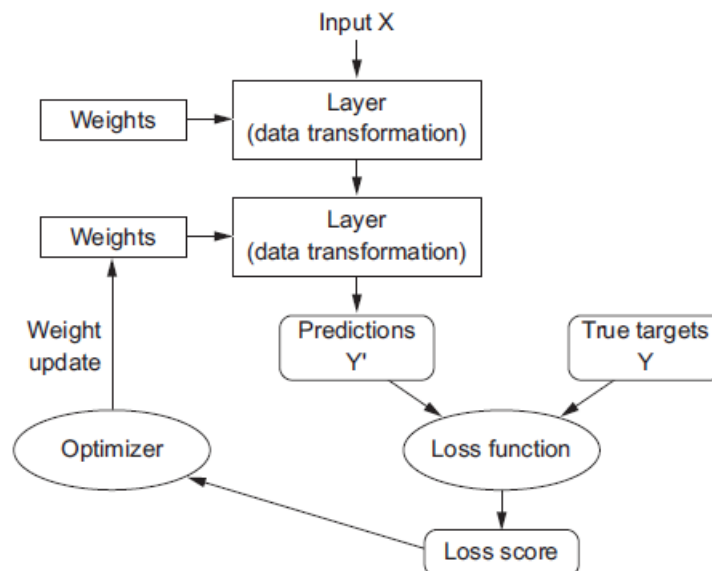 Input X
Layer
(data transformation)
Weights
Layer
(data transformation)
Weights
Weight
update
Predictions
Y'
True targets
Y
Optimizer
Loss function
Loss score